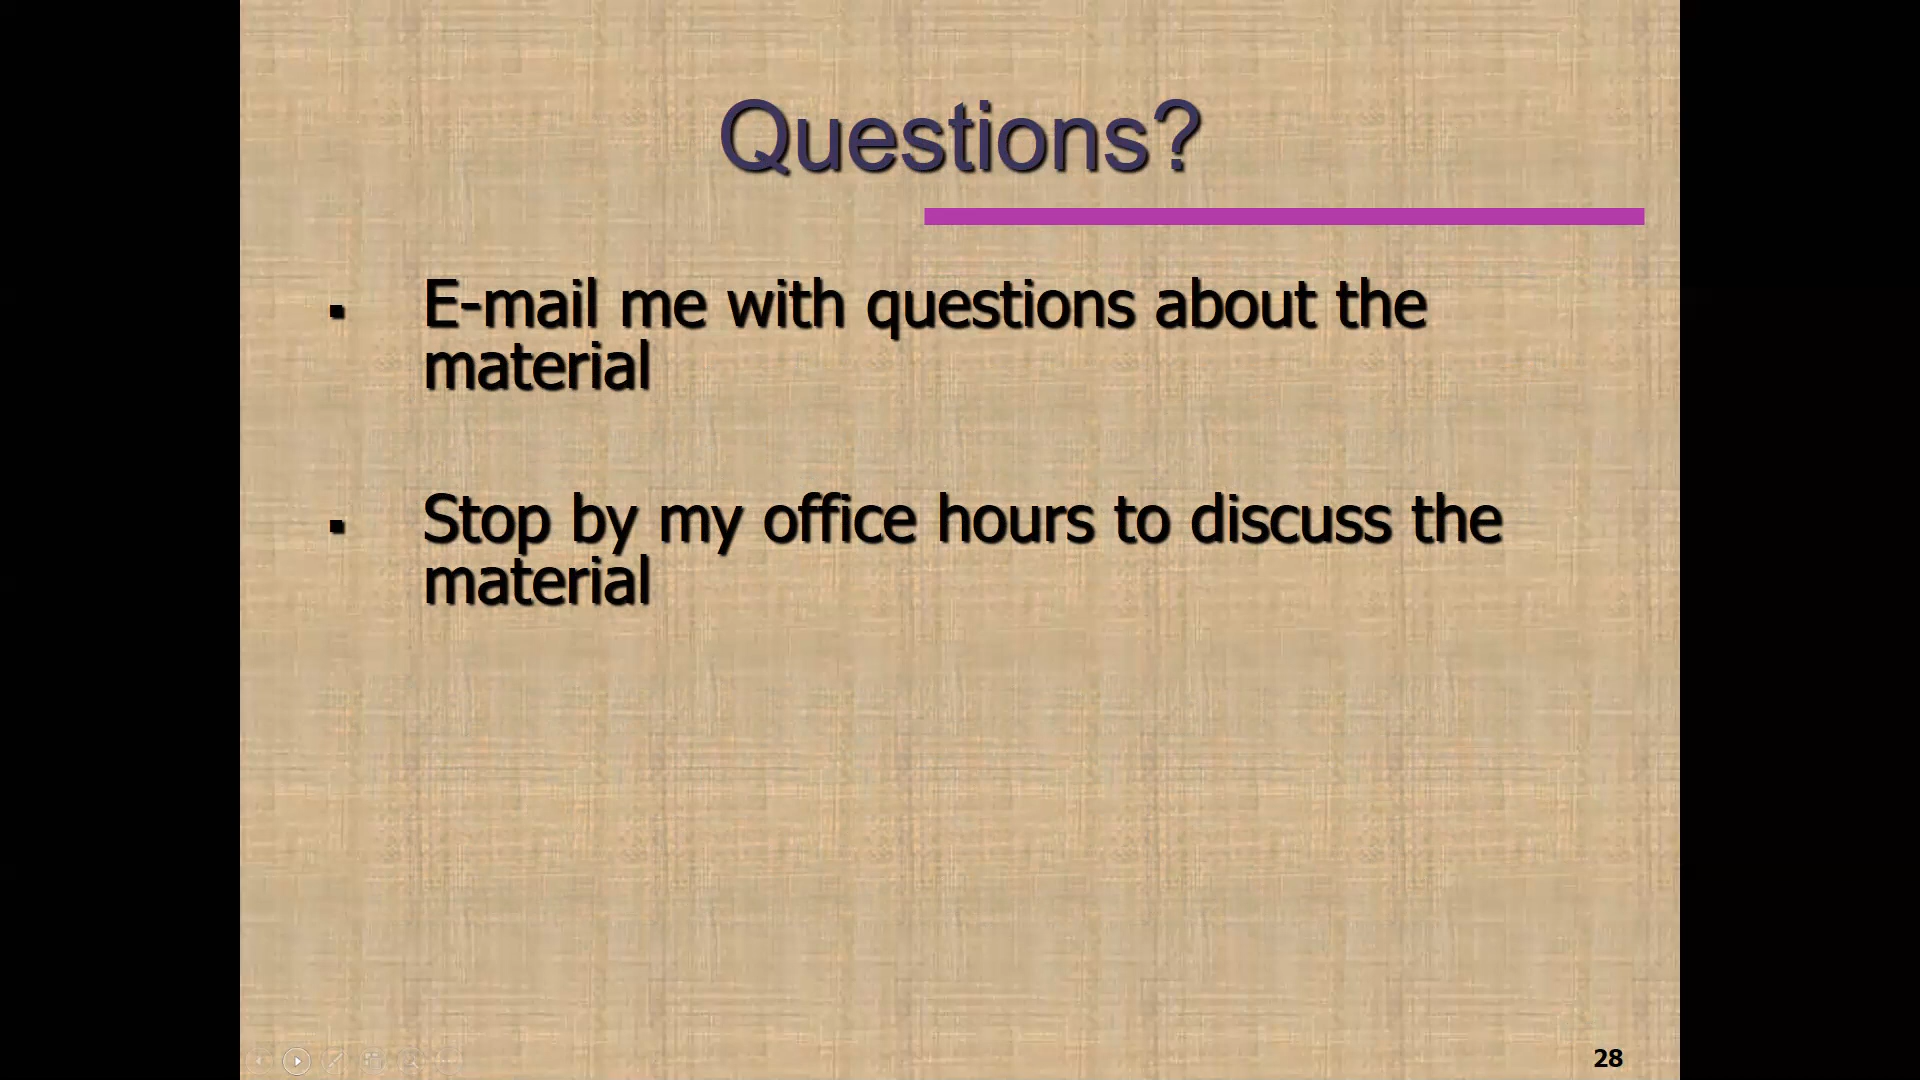 Questions?
▪ E-mail me with questions about the
material
▪ Stop by my office hours to discuss the
material
28